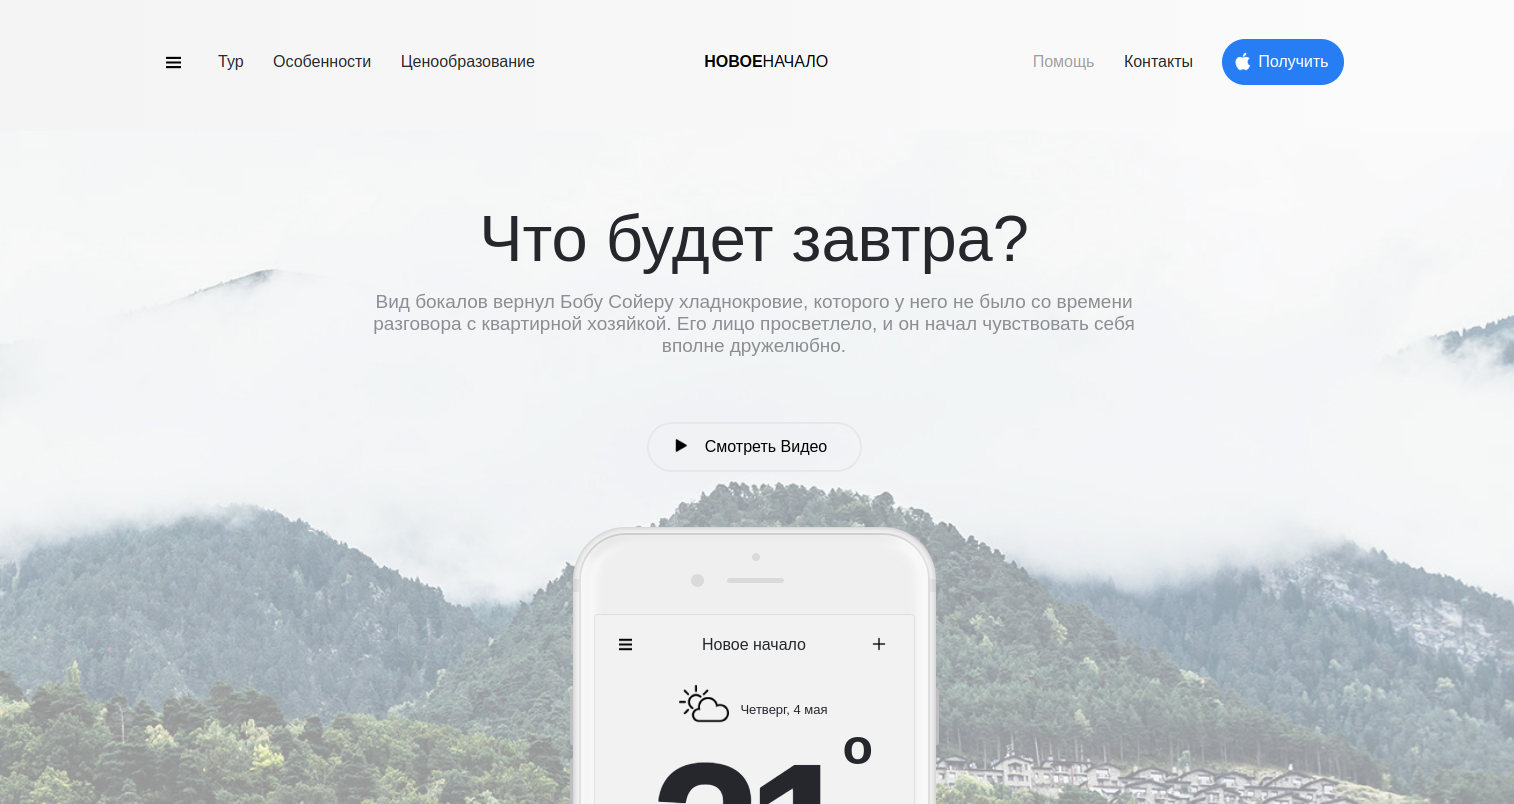 Тур Особенности Ценообразование НОВОЕНАЧАЛО Помощь Контакты Получить
Что будет завтра?
Вид бокалов вернул Бобу Сойеру хладнокровие, которого у него не было со времени
разговора с квартирной хозяйкой. Его лицо просветлело, и он начал чувствовать себя
вполне дружелюбно.
Смотреть Видео
Новое начало
Четверг, 4 мая
21º